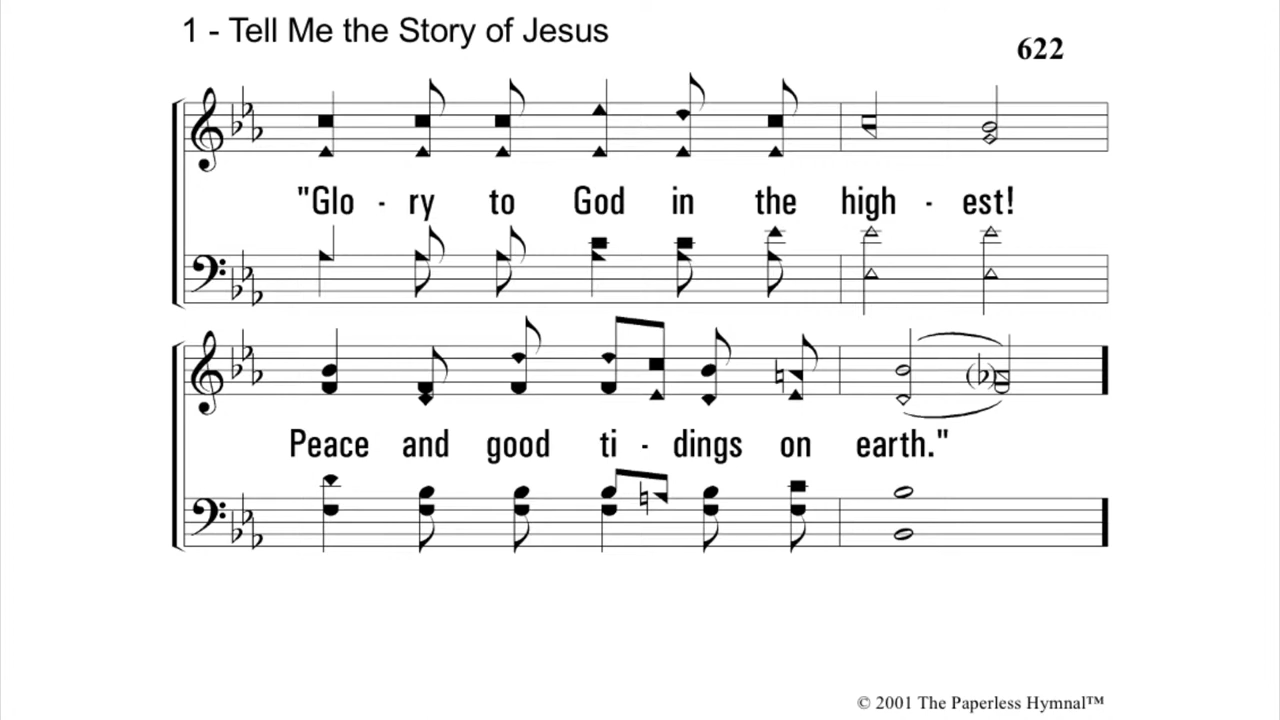 1 - Tell Me the Story of Jesus
622
"Glo - ry to God in the high - est!
Peace and good ti - dings on earth."
© 2001 The Paperless Hymnal™